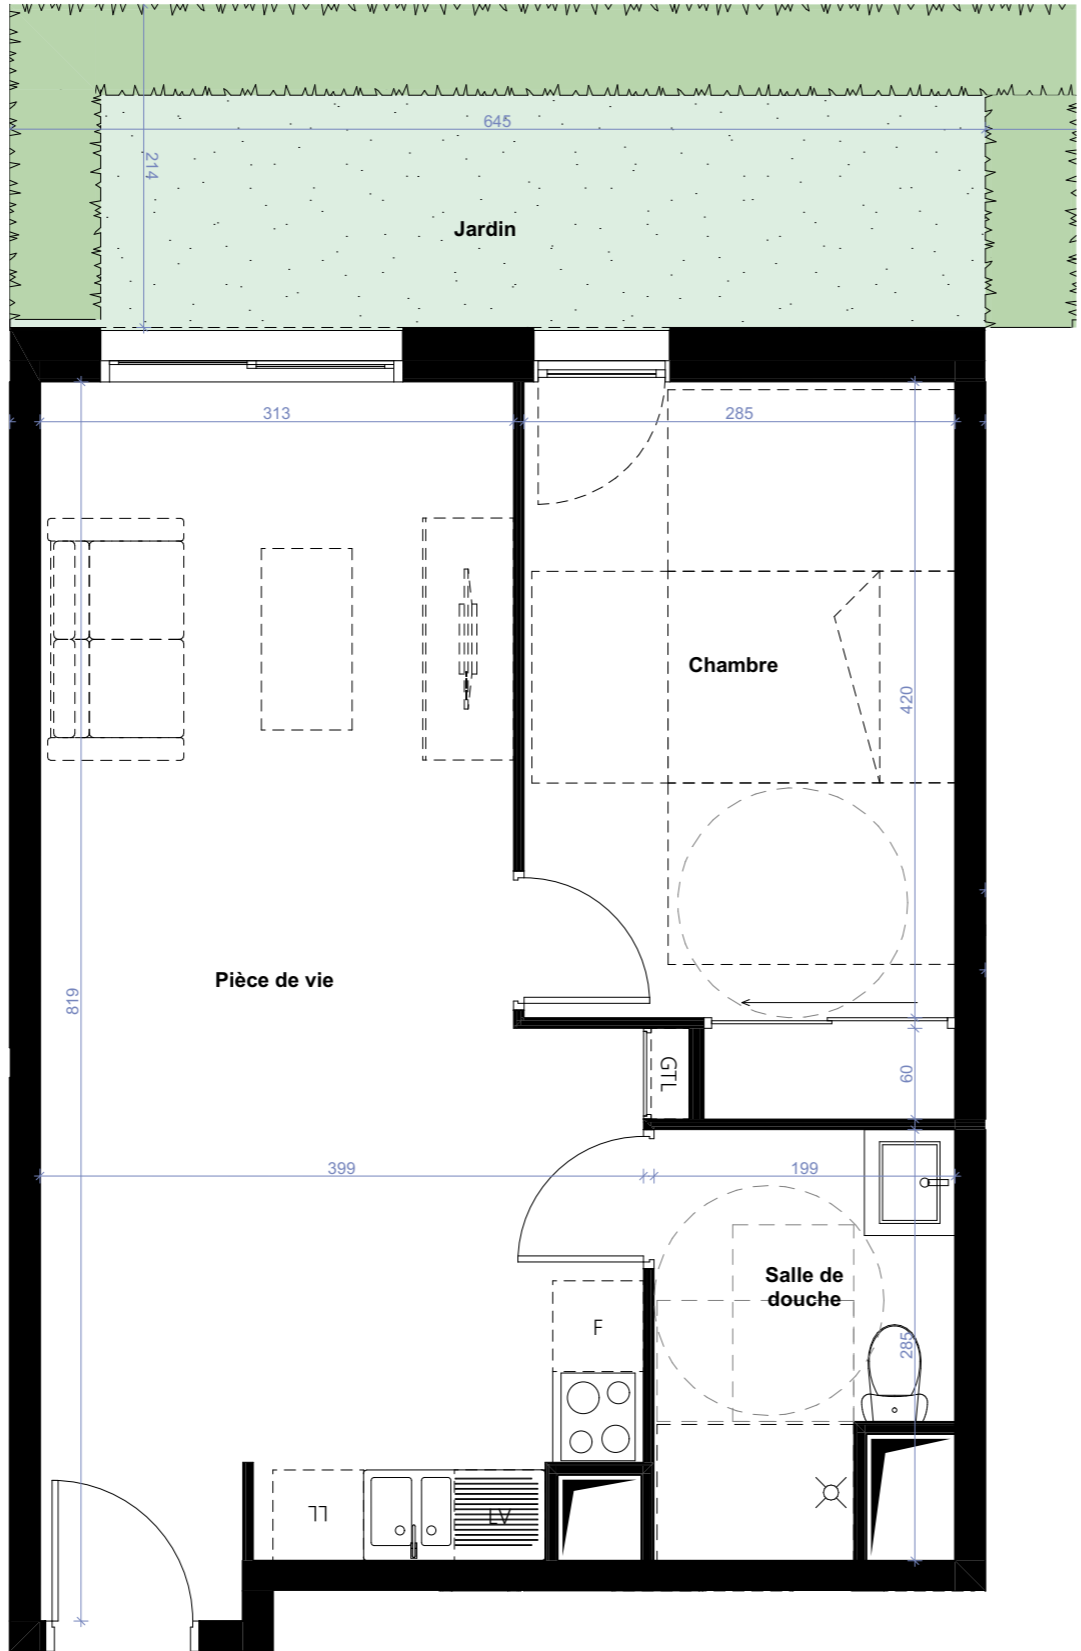 645
214
Jardin
313
285
Chambre
420
Pièce de vie
819
GTL
60
399
199
Salle de
douche
F
285
LL
LV